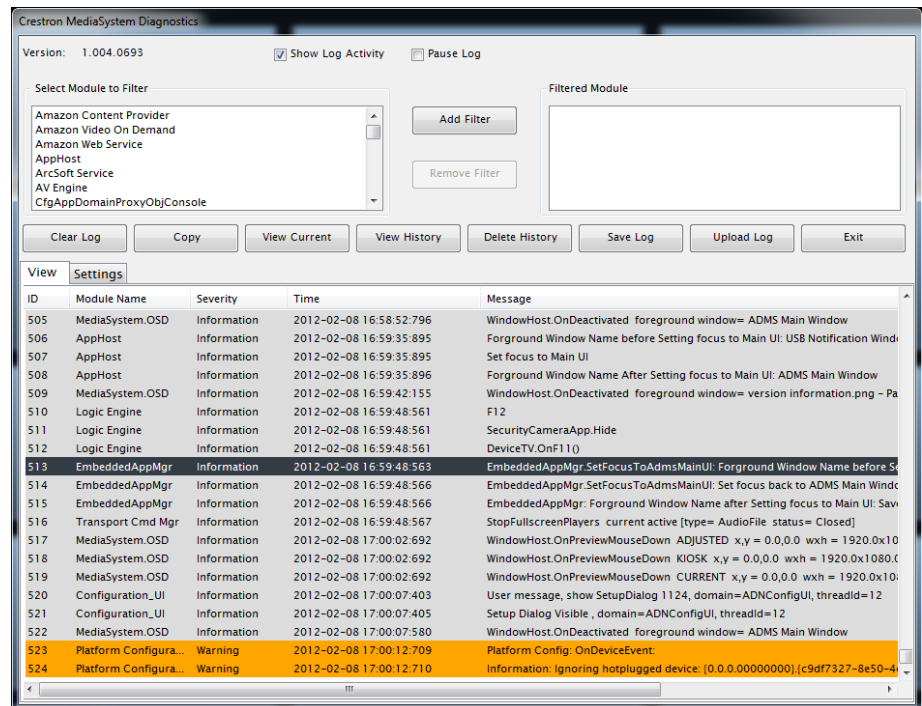 Crestron MediaSystem Diagnostics
Version: 1.004.0693 Show Log Activity Pause Log
Select Module to Filter Filtered Module
Amazon Content Provider
Amazon Video On Demand
Amazon Web Service
AppHost
ArcSoft Service
AV Engine
CfgAppDomainProxyObjConsole
Add Filter
Remove Filter
Clear Log Copy View Current View History Delete History Save Log Upload Log Exit
View Settings
ID Module Name Severity Time Message
505 MediaSystem.OSD Information 2012-02-08 16:58:52:796 WindowHost.OnDeactivated foreground window= ADMS Main Window
506 AppHost Information 2012-02-08 16:59:35:895 Forground Window Name before Setting focus to Main UI: USB Notification Wind
507 AppHost Information 2012-02-08 16:59:35:895 Set focus to Main UI
508 AppHost Information 2012-02-08 16:59:35:896 Forground Window Name After Setting focus to Main UI: ADMS Main Window
509 MediaSystem.OSD Information 2012-02-08 16:59:42:155 WindowHost.OnDeactivated foreground window= version information.png - Pa
510 Logic Engine Information 2012-02-08 16:59:48:561 F12
511 Logic Engine Information 2012-02-08 16:59:48:561 SecurityCameraApp.Hide
512 Logic Engine Information 2012-02-08 16:59:48:561 DeviceTV.OnF11()
513 EmbeddedAppMgr Information 2012-02-08 16:59:48:563 EmbeddedAppMgr.SetFocusToAdmsMainUI: Forground Window Name before Se
514 EmbeddedAppMgr Information 2012-02-08 16:59:48:566 EmbeddedAppMgr.SetFocusToAdmsMainUI: Set focus back to ADMS Main Windo
515 EmbeddedAppMgr Information 2012-02-08 16:59:48:566 EmbeddedAppMgr: Forground Window Name after Setting focus to Main UI: Sav
516 Transport Cmd Mgr Information 2012-02-08 16:59:48:567 StopFullscreenPlayers current active [type= AudioFile status= Closed]
517 MediaSystem.OSD Information 2012-02-08 17:00:02:692 WindowHost.OnPreviewMouseDown ADJUSTED x,y = 0.0,0.0 wxh = 1920.0x10
518 MediaSystem.OSD Information 2012-02-08 17:00:02:692 WindowHost.OnPreviewMouseDown KIOSK x,y = 0.0,0.0 wxh = 1920.0x1080.0
519 MediaSystem.OSD Information 2012-02-08 17:00:02:692 WindowHost.OnPreviewMouseDown CURRENT x,y = 0.0,0.0 wxh = 1920.0x10
520 Configuration_UI Information 2012-02-08 17:00:07:403 User message, show SetupDialog 1124, domain=ADNConfigUI, threadId=12
521 Configuration_UI Information 2012-02-08 17:00:07:405 Setup Dialog Visible , domain=ADNConfigUI, threadId=12
522 MediaSystem.OSD Information 2012-02-08 17:00:07:580 WindowHost.OnDeactivated foreground window= ADMS Main Window
523 Platform Configura... Warning 2012-02-08 17:00:12:709 Platform Config: OnDeviceEvent:
524 Platform Configura... Warning 2012-02-08 17:00:12:710 Information: Ignoring hotplugged device: {0.0.0.00000000}.{c9df7327-8e50-4